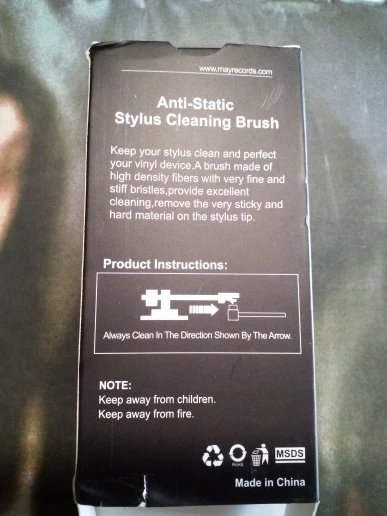 www.mayrecords.com
Anti-Static
Stylus Cleaning Brush
Keep your stylus clean and perfect
your vinyl device.A brush made of
high density fibers with very fine and
stiff bristles,provide excellent
cleaning,remove the very sticky and
hard material on the stylus tip.
Product Instructions:
Always Clean In The Direction Shown By The Arrow.
NOTE:
Keep away from children.
Keep away from fire.
RoHS
MSDS
Made in China